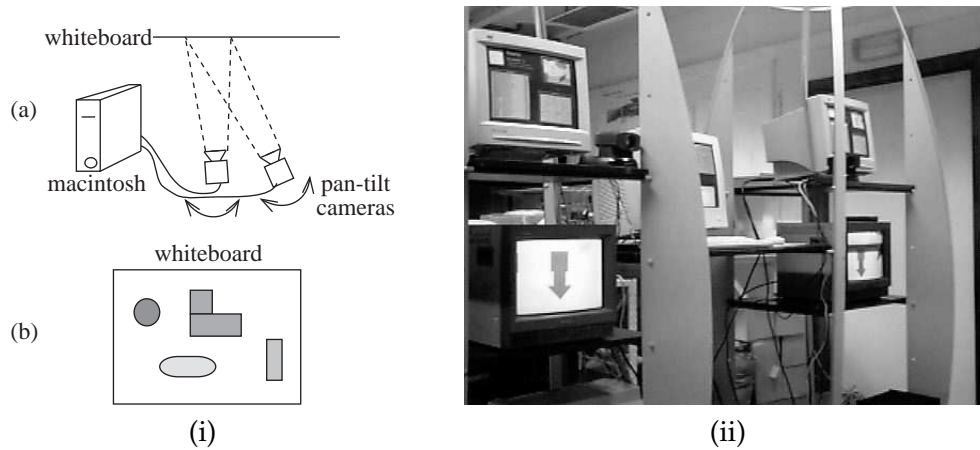 whiteboard
(a)
macintosh
pan-tilt
cameras
whiteboard
(b)
(i)
(ii)